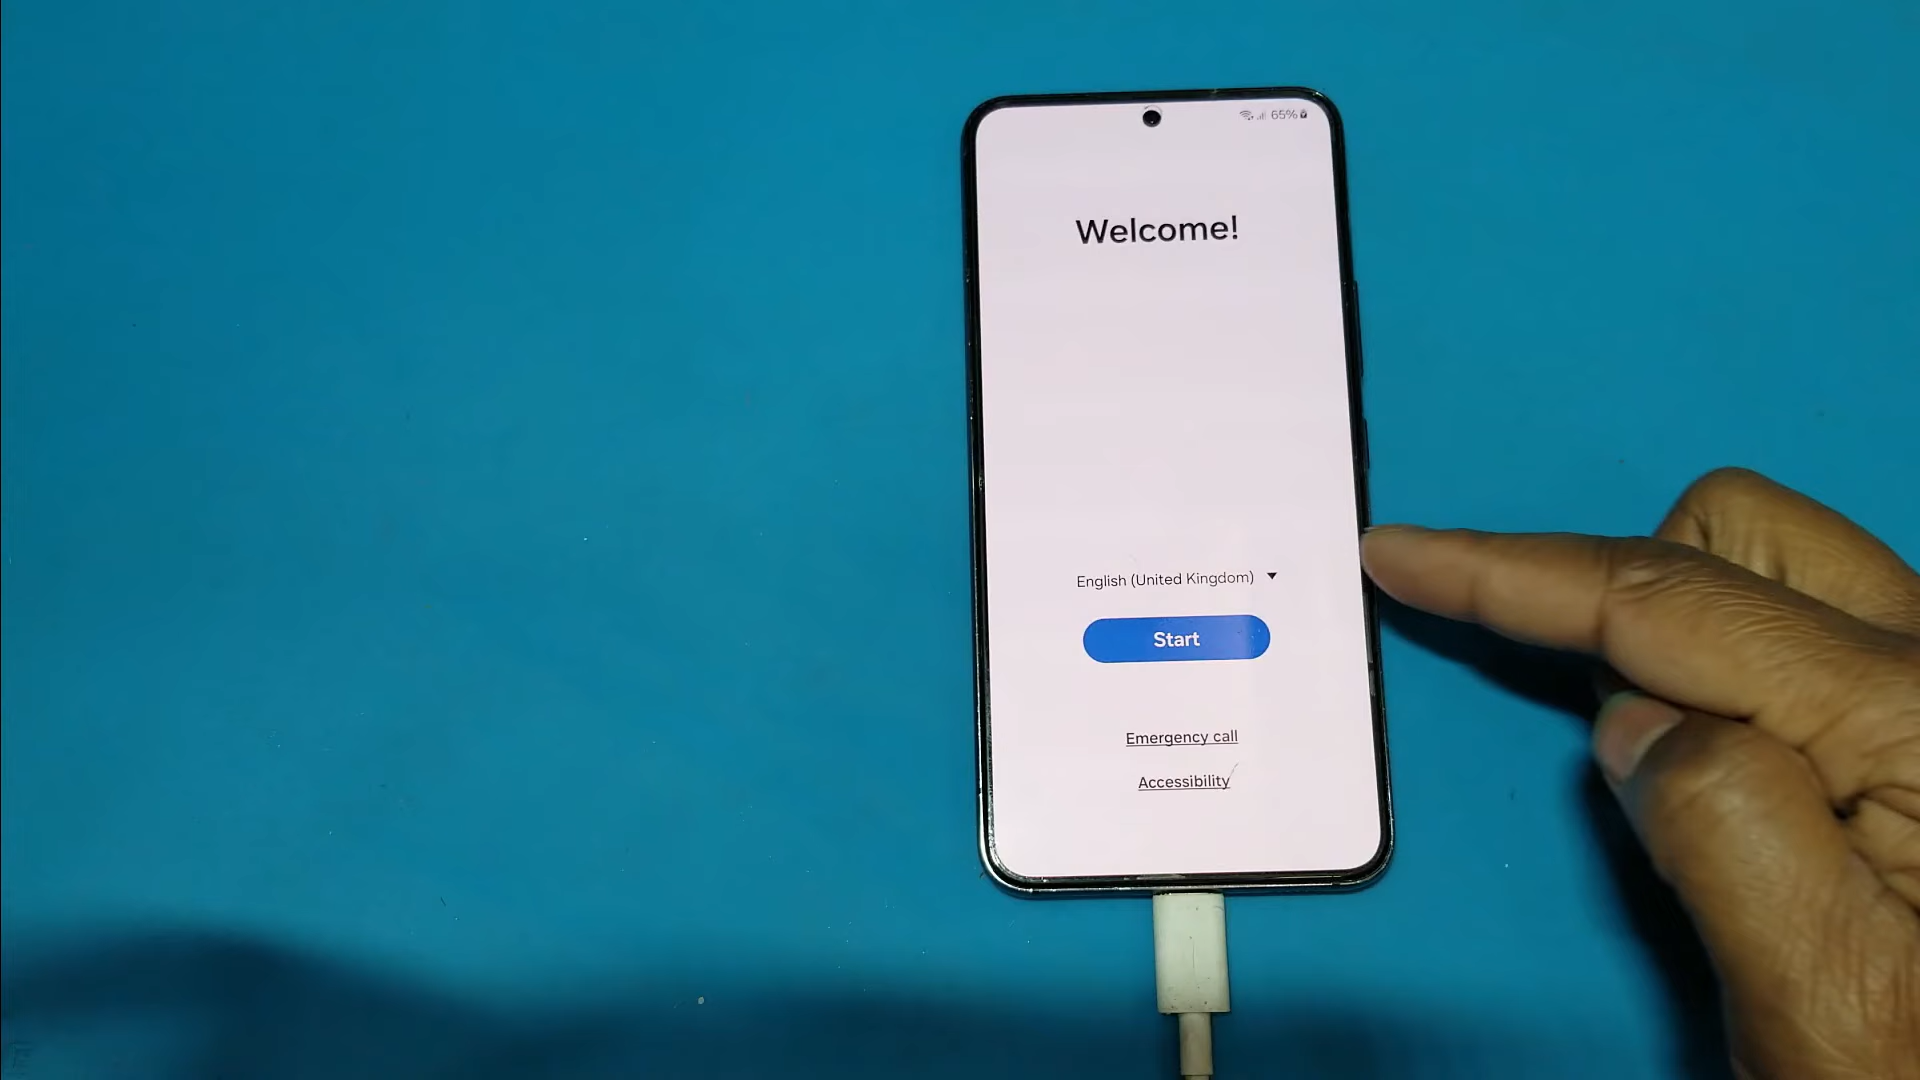 65%
Welcome!
English (United Kingdom)
Start
Emergency call
Accessibility